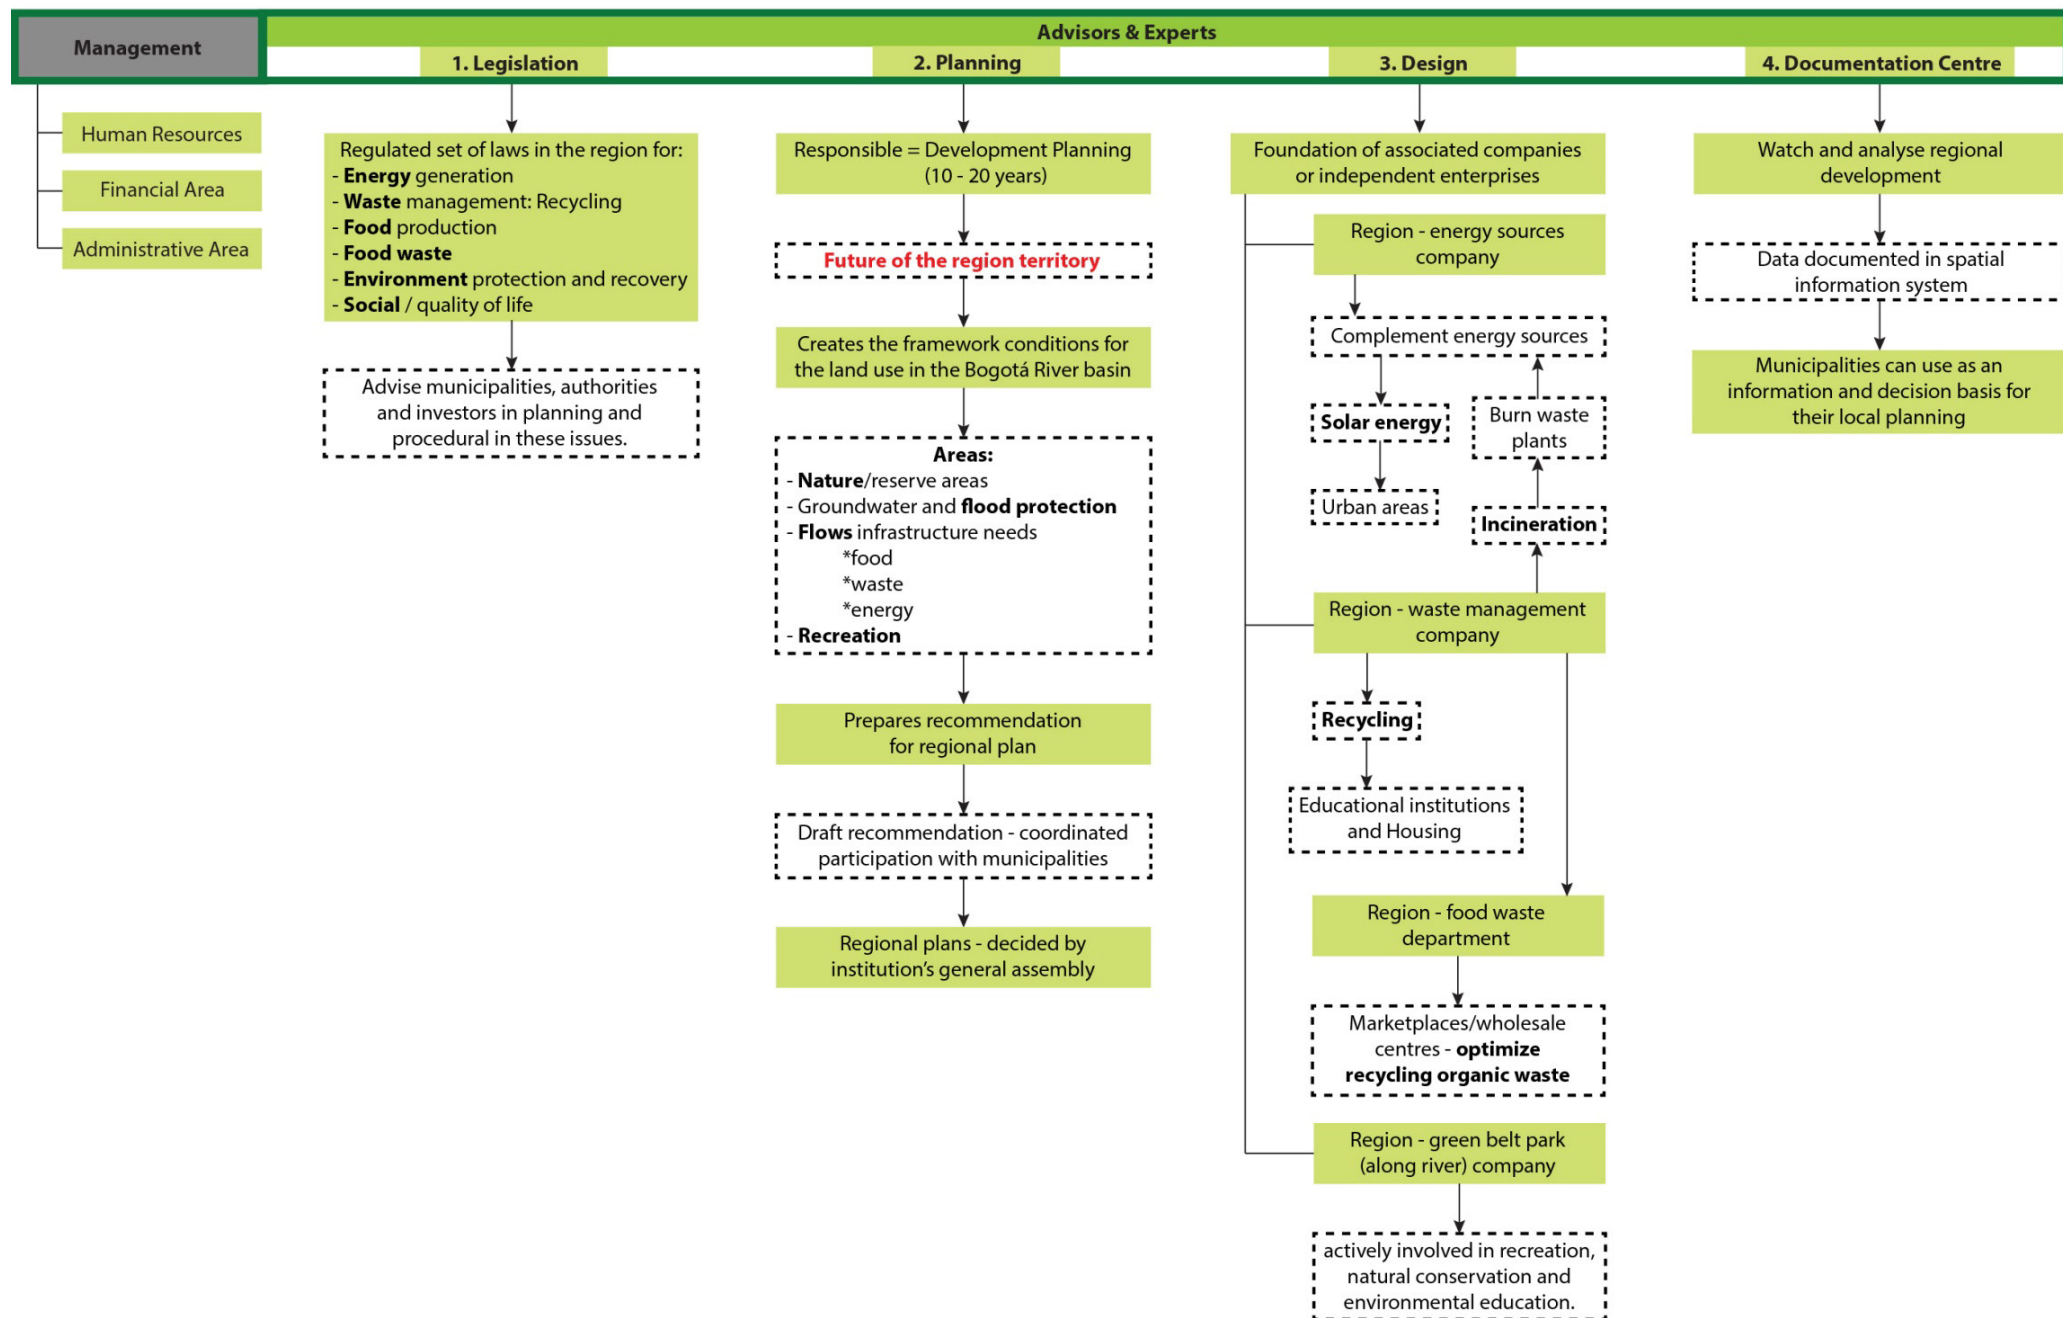 Management
Advisors & Experts
1. Legislation
2. Planning
3. Design
4. Documentation Centre
Human Resources
Financial Area
Administrative Area
Regulated set of laws in the region for:
- Energy generation
- Waste management: Recycling
- Food production
- Food waste
- Environment protection and recovery
- Social / quality of life
Advise municipalities, authorities
and investors in planning and
procedural in these issues.
Responsible = Development Planning
(10 - 20 years)
Future of the region territory
Creates the framework conditions for
the land use in the Bogotá River basin
Areas:
- Nature/reserve areas
- Groundwater and flood protection
- Flows infrastructure needs
*food
*waste
*energy
- Recreation
Prepares recommendation
for regional plan
Draft recommendation - coordinated
participation with municipalities
Regional plans - decided by
institution's general assembly
Foundation of associated companies
or independent enterprises
Region - energy sources
company
Complement energy sources
Solar energy
Urban areas
Burn waste
plants
Incineration
Region - waste management
company
Recycling
Educational institutions
and Housing
Region - food waste
department
Marketplaces/wholesale
centres - optimize
recycling organic waste
Region - green belt park
(along river) company
actively involved in recreation,
natural conservation and
environmental education.
Watch and analyse regional
development
Data documented in spatial
information system
Municipalities can use as an
information and decision basis for
their local planning